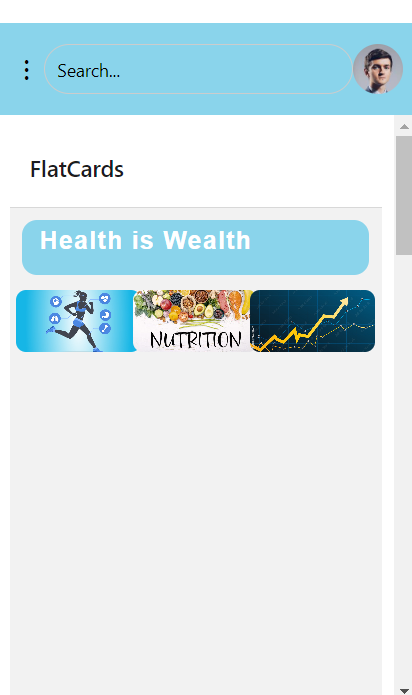 Search...
FlatCards
Health is Wealth
NUTRITION